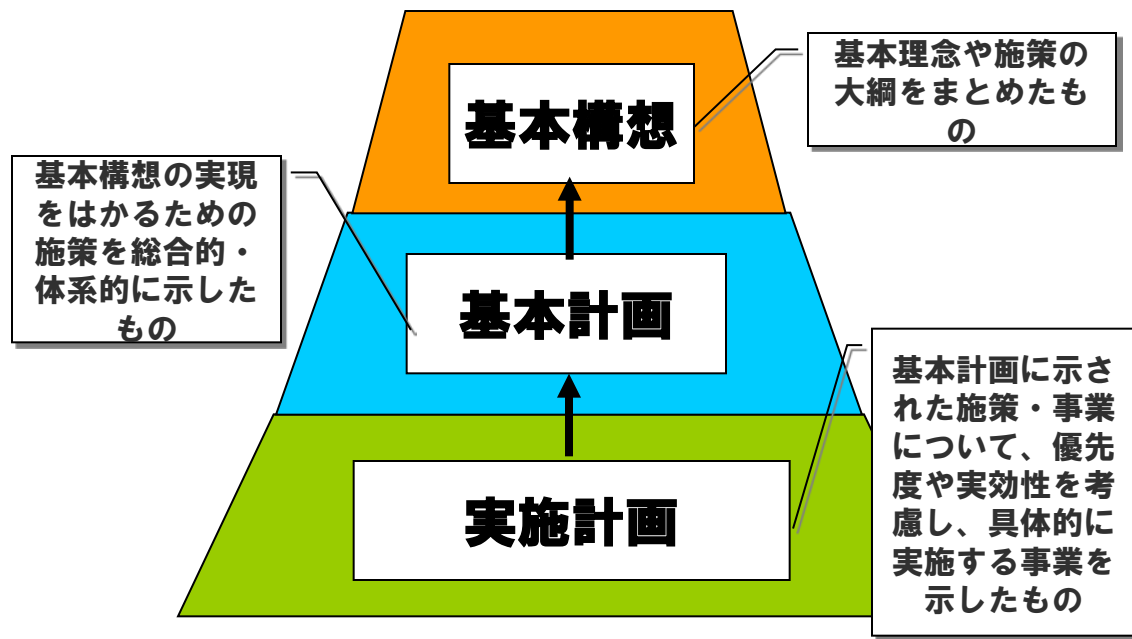 基本理念や施策の
大綱をまとめたも
の
基本構想
基本構想の実現
をはかるための
施策を総合的・
体系的に示した
もの
基本計画
基本計画に示さ
れた施策・事業
について、優先
度や実効性を考
慮し、具体的に
実施する事業を
示したもの
実施計画